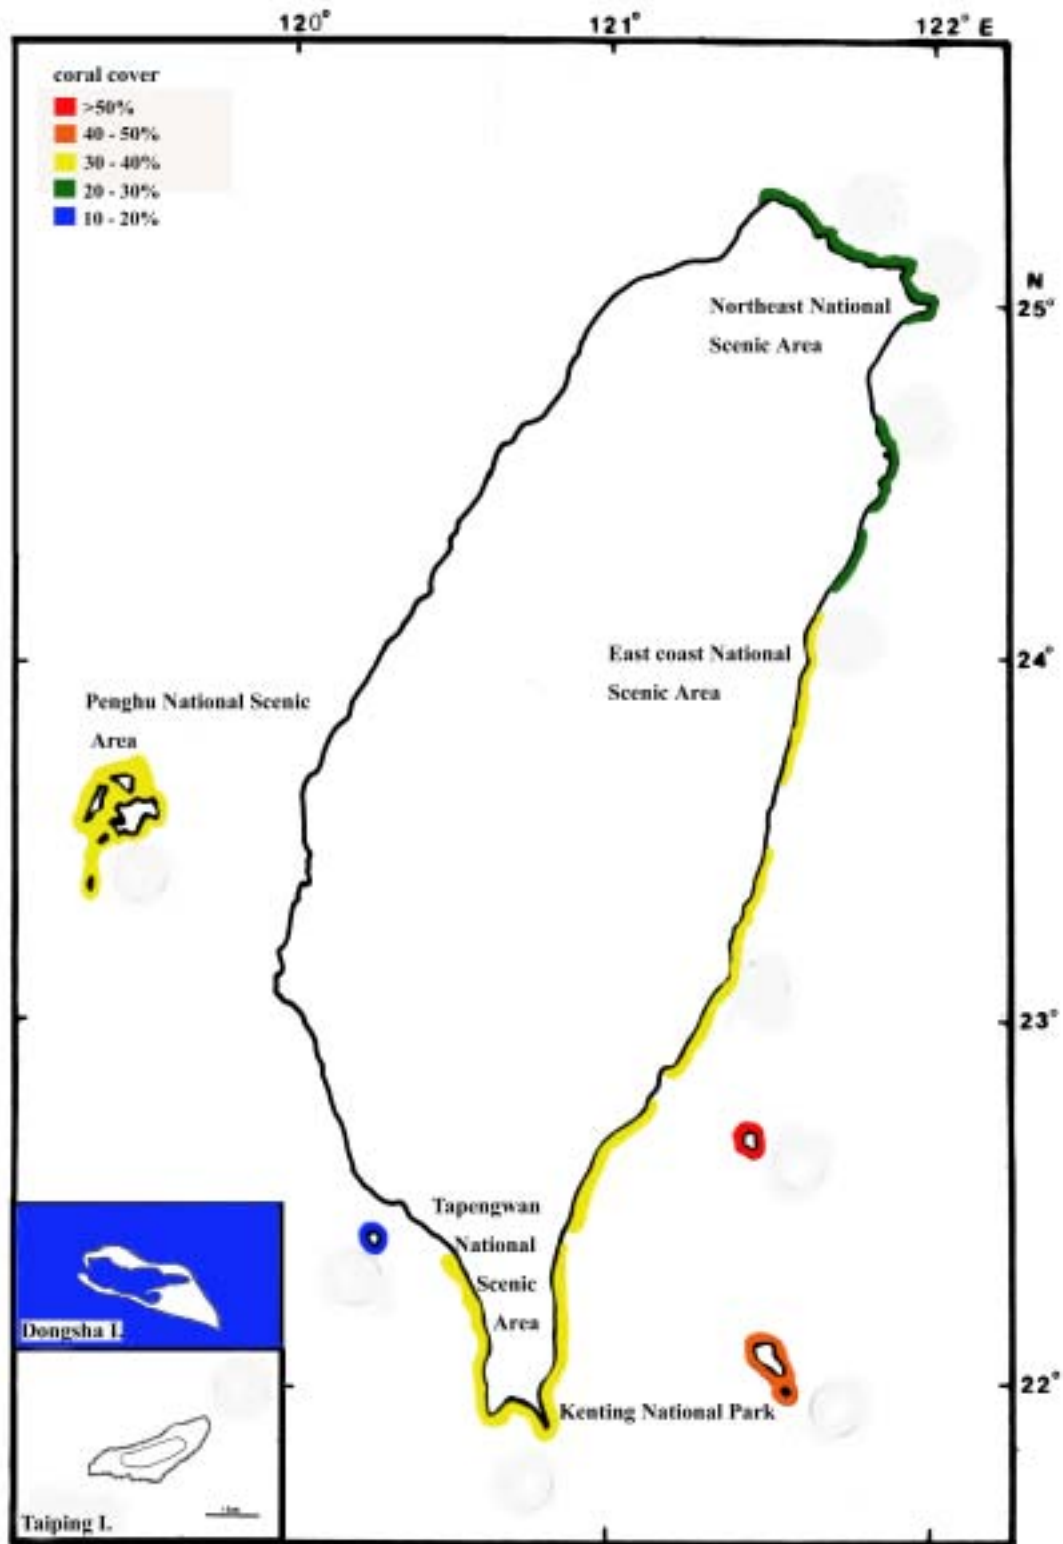 120°
121°
122° E
coral cover
>50%
40 - 50%
30 - 40%
20 - 30%
10 - 20%
N
25°
Northeast National
Scenic Area
24°
East coast National
Scenic Area
Penghu National Scenic
Area
23°
Tapengwan
National
Scenic
Area
22°
Kenting National Park
Dongsha I.
Taiping I.